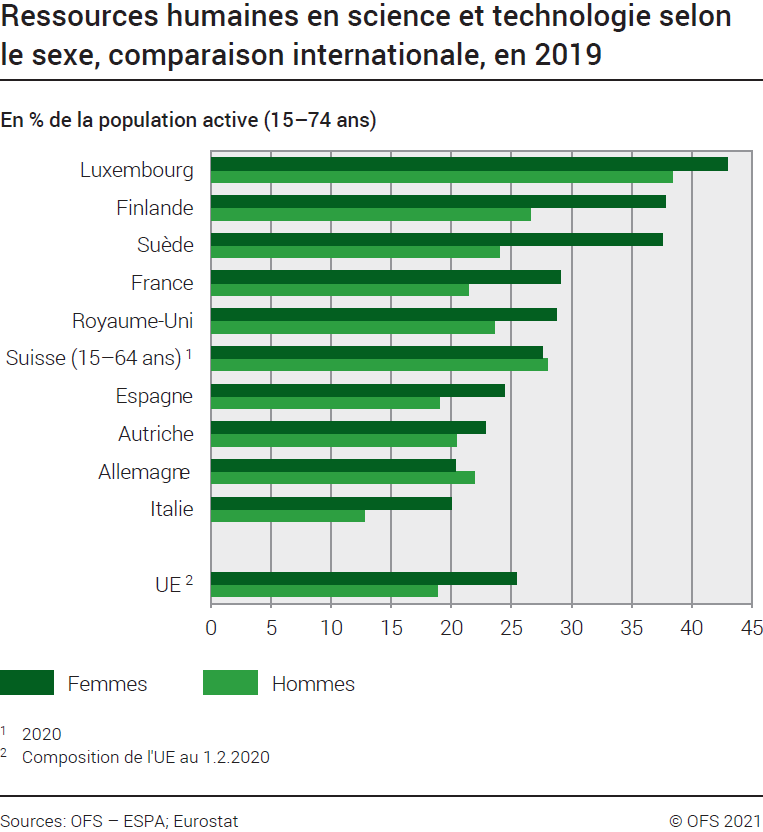 Ressources humaines en science et technologie selon
le sexe, comparaison internationale, en 2019
En % de la population active (15–74 ans)
Luxembourg
Finlande
Suède
France
Royaume-Uni
Suisse (15–64 ans) 1
Espagne
Autriche
Allemagne
Italie
UE 2
0 5 10 15 20 25 30 35 40 45
Femmes Hommes
1 2020
2 Composition de l'UE au 1.2.2020
Sources: OFS – ESPA; Eurostat © OFS 2021